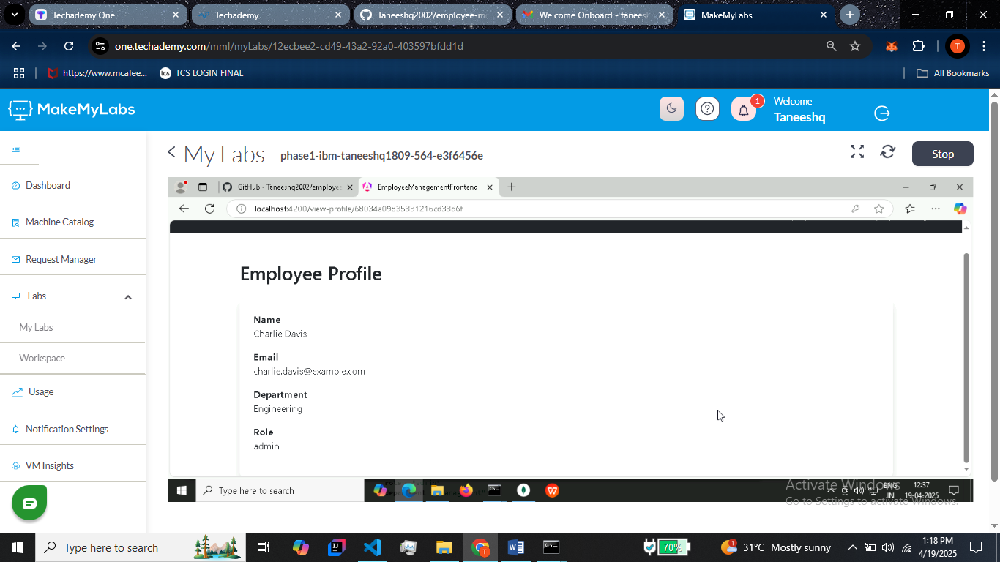 Techademy One
Techademy
Taneeshq2002/employee-m
Welcome Onboard - taneesh
MakeMyLabs
one.techademy.com/mml/myLabs/12ecbee2-cd49-43a2-92a0-403597bfdd1d
T
https://www.mcafee...
tcs
TCS LOGIN FINAL
All Bookmarks
MakeMyLabs
1
Welcome
Taneeshq
My Labs
phase1-ibm-taneeshq1809-564-e3f6456e
Stop
Dashboard
Machine Catalog
Request Manager
Labs
My Labs
Workspace
Usage
Notification Settings
VM Insights
GitHub - Taneeshq2002/employee
EmployeeManagementFrontend
localhost:4200/view-profile/68034a09835331216cd33d6f
Employee Profile
Name
Charlie Davis
Email
charlie.davis@example.com
Department
Engineering
Role
admin
Type here to search
Activate Windows
Go to Settings to activate Windows.
ENG
IN
12:37
19-04-2025
Type here to search
70%
31°C Mostly sunny
1:18 PM
4/19/2025